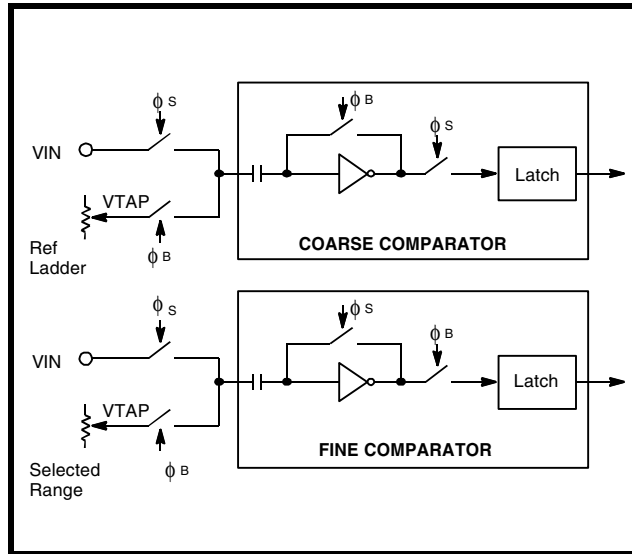 ϕ S
ϕ B
ϕ S
VIN
Latch
VTAP
Ref
Ladder
ϕ B
COARSE COMPARATOR
ϕ S
ϕ S
ϕ B
VIN
Latch
VTAP
Selected
Range
ϕ B
FINE COMPARATOR